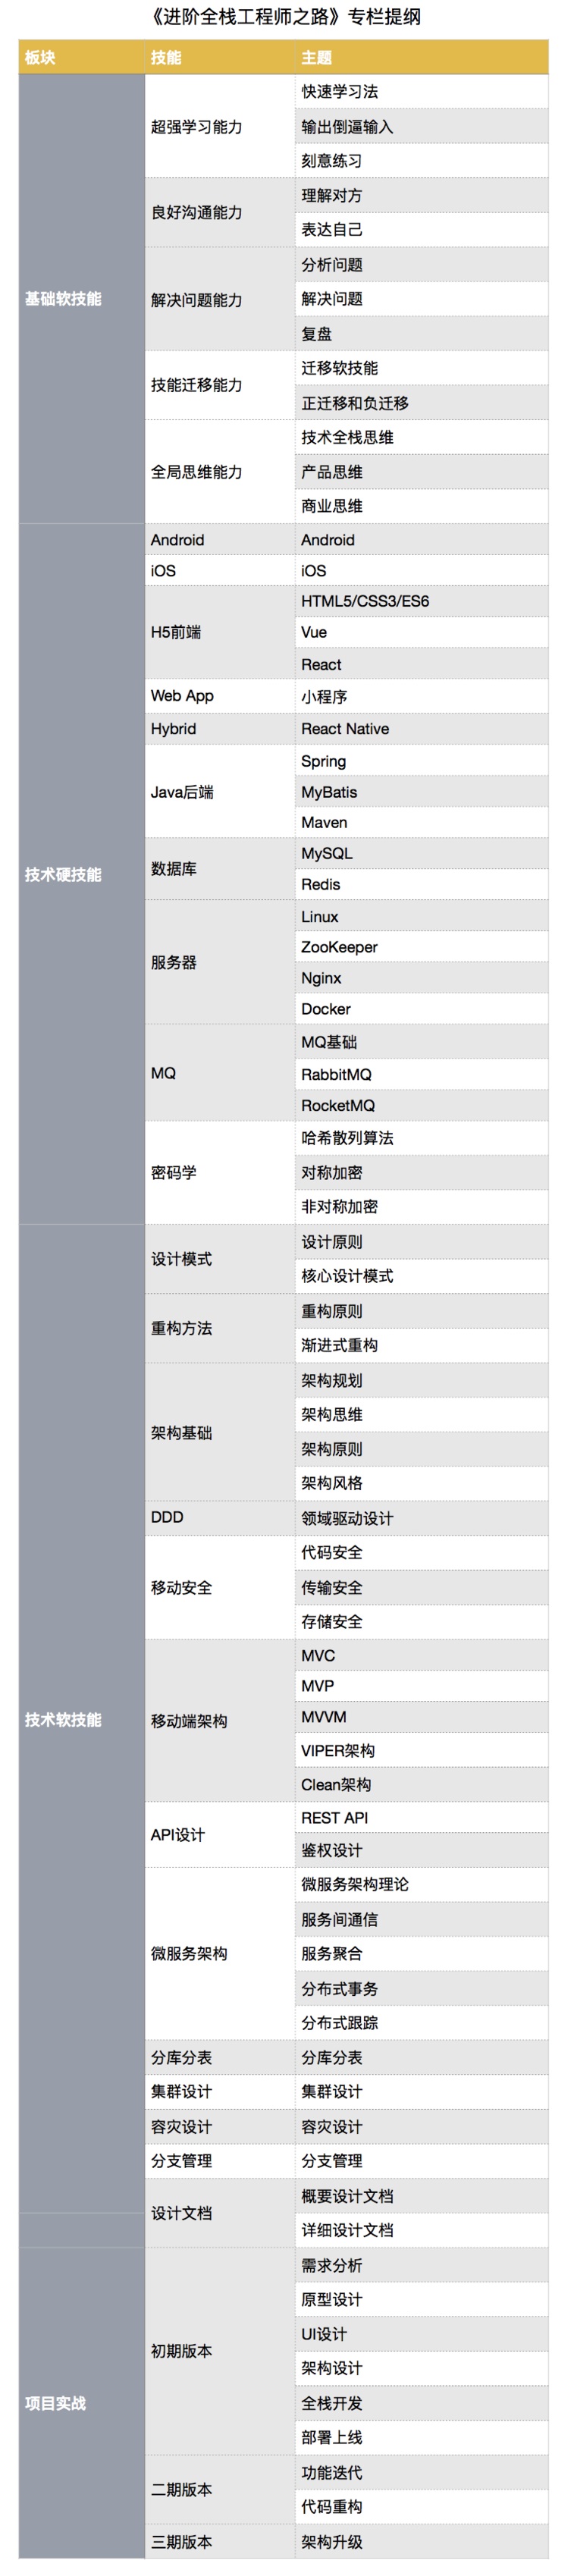 《进阶全栈工程师之路》专栏提纲
板块 技能 主题
基础软技能
超强学习能力
快速学习法
输出倒逼输入
刻意练习
良好沟通能力
理解对方
表达自己
解决问题能力
分析问题
解决问题
复盘
技能迁移能力
迁移软技能
正迁移和负迁移
全局思维能力
技术全栈思维
产品思维
商业思维
技术硬技能
Android Android
iOS iOS
H5前端
HTML5/CSS3/ES6
Vue
React
Web App 小程序
Hybrid React Native
Java后端
Spring
MyBatis
Maven
数据库
MySQL
Redis
服务器
Linux
ZooKeeper
Nginx
Docker
MQ
MQ基础
RabbitMQ
RocketMQ
密码学
哈希散列算法
对称加密
非对称加密
技术软技能
设计模式
设计原则
核心设计模式
重构方法
重构原则
渐进式重构
架构基础
架构规划
架构思维
架构原则
架构风格
DDD 领域驱动设计
移动安全
代码安全
传输安全
存储安全
移动端架构
MVC
MVP
MVVM
VIPER架构
Clean架构
API设计
REST API
鉴权设计
微服务架构
微服务架构理论
服务间通信
服务聚合
分布式事务
分布式跟踪
分库分表 分库分表
集群设计 集群设计
容灾设计 容灾设计
分支管理 分支管理
设计文档
概要设计文档
详细设计文档
项目实战
初期版本
需求分析
原型设计
UI设计
架构设计
全栈开发
部署上线
二期版本
功能迭代
代码重构
三期版本 架构升级